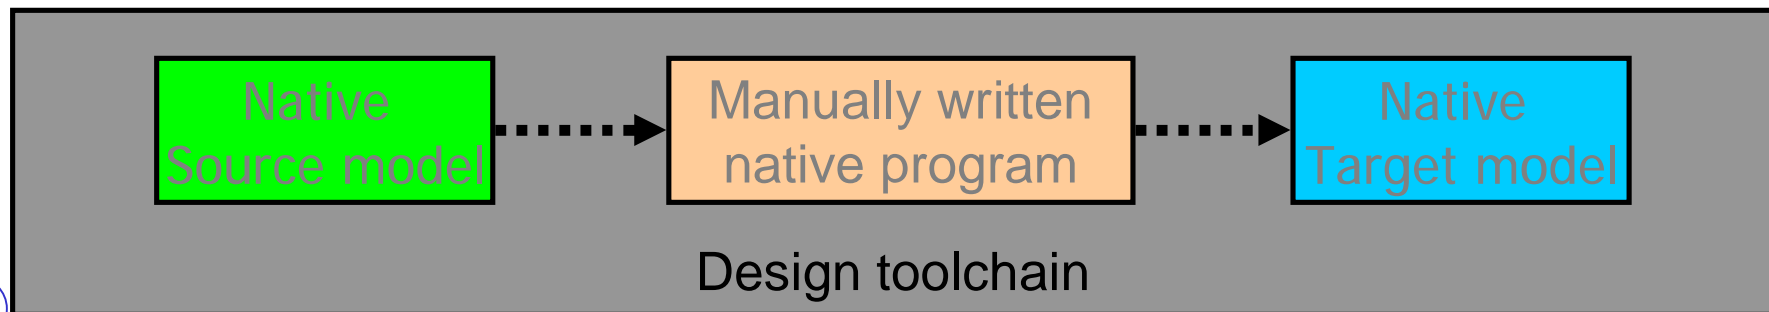 Native
Source model
Manually written
native program
Native
Target model
Design toolchain